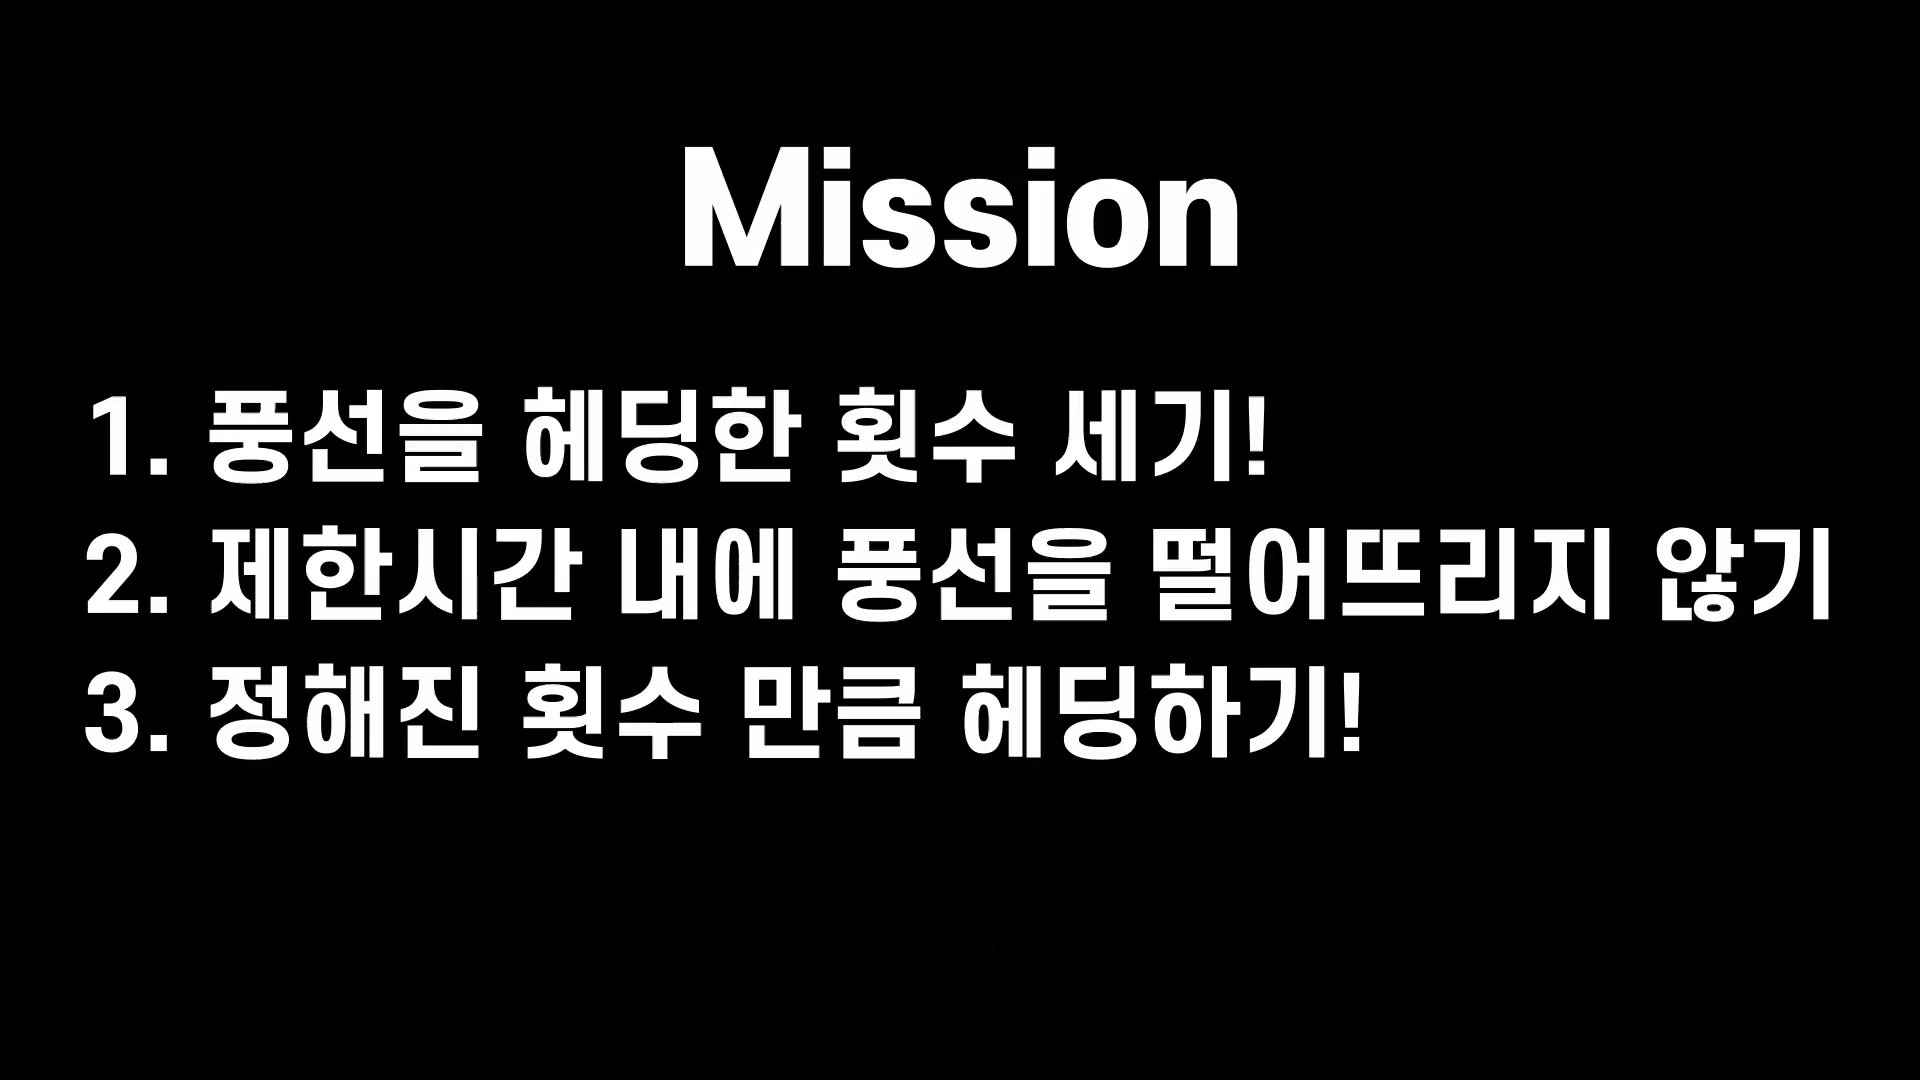 Mission
1. 풍선을 헤딩한 횟수 세기!
2. 제한시간 내에 풍선을 떨어뜨리지 않기
3. 정해진 횟수 만큼 헤딩하기!